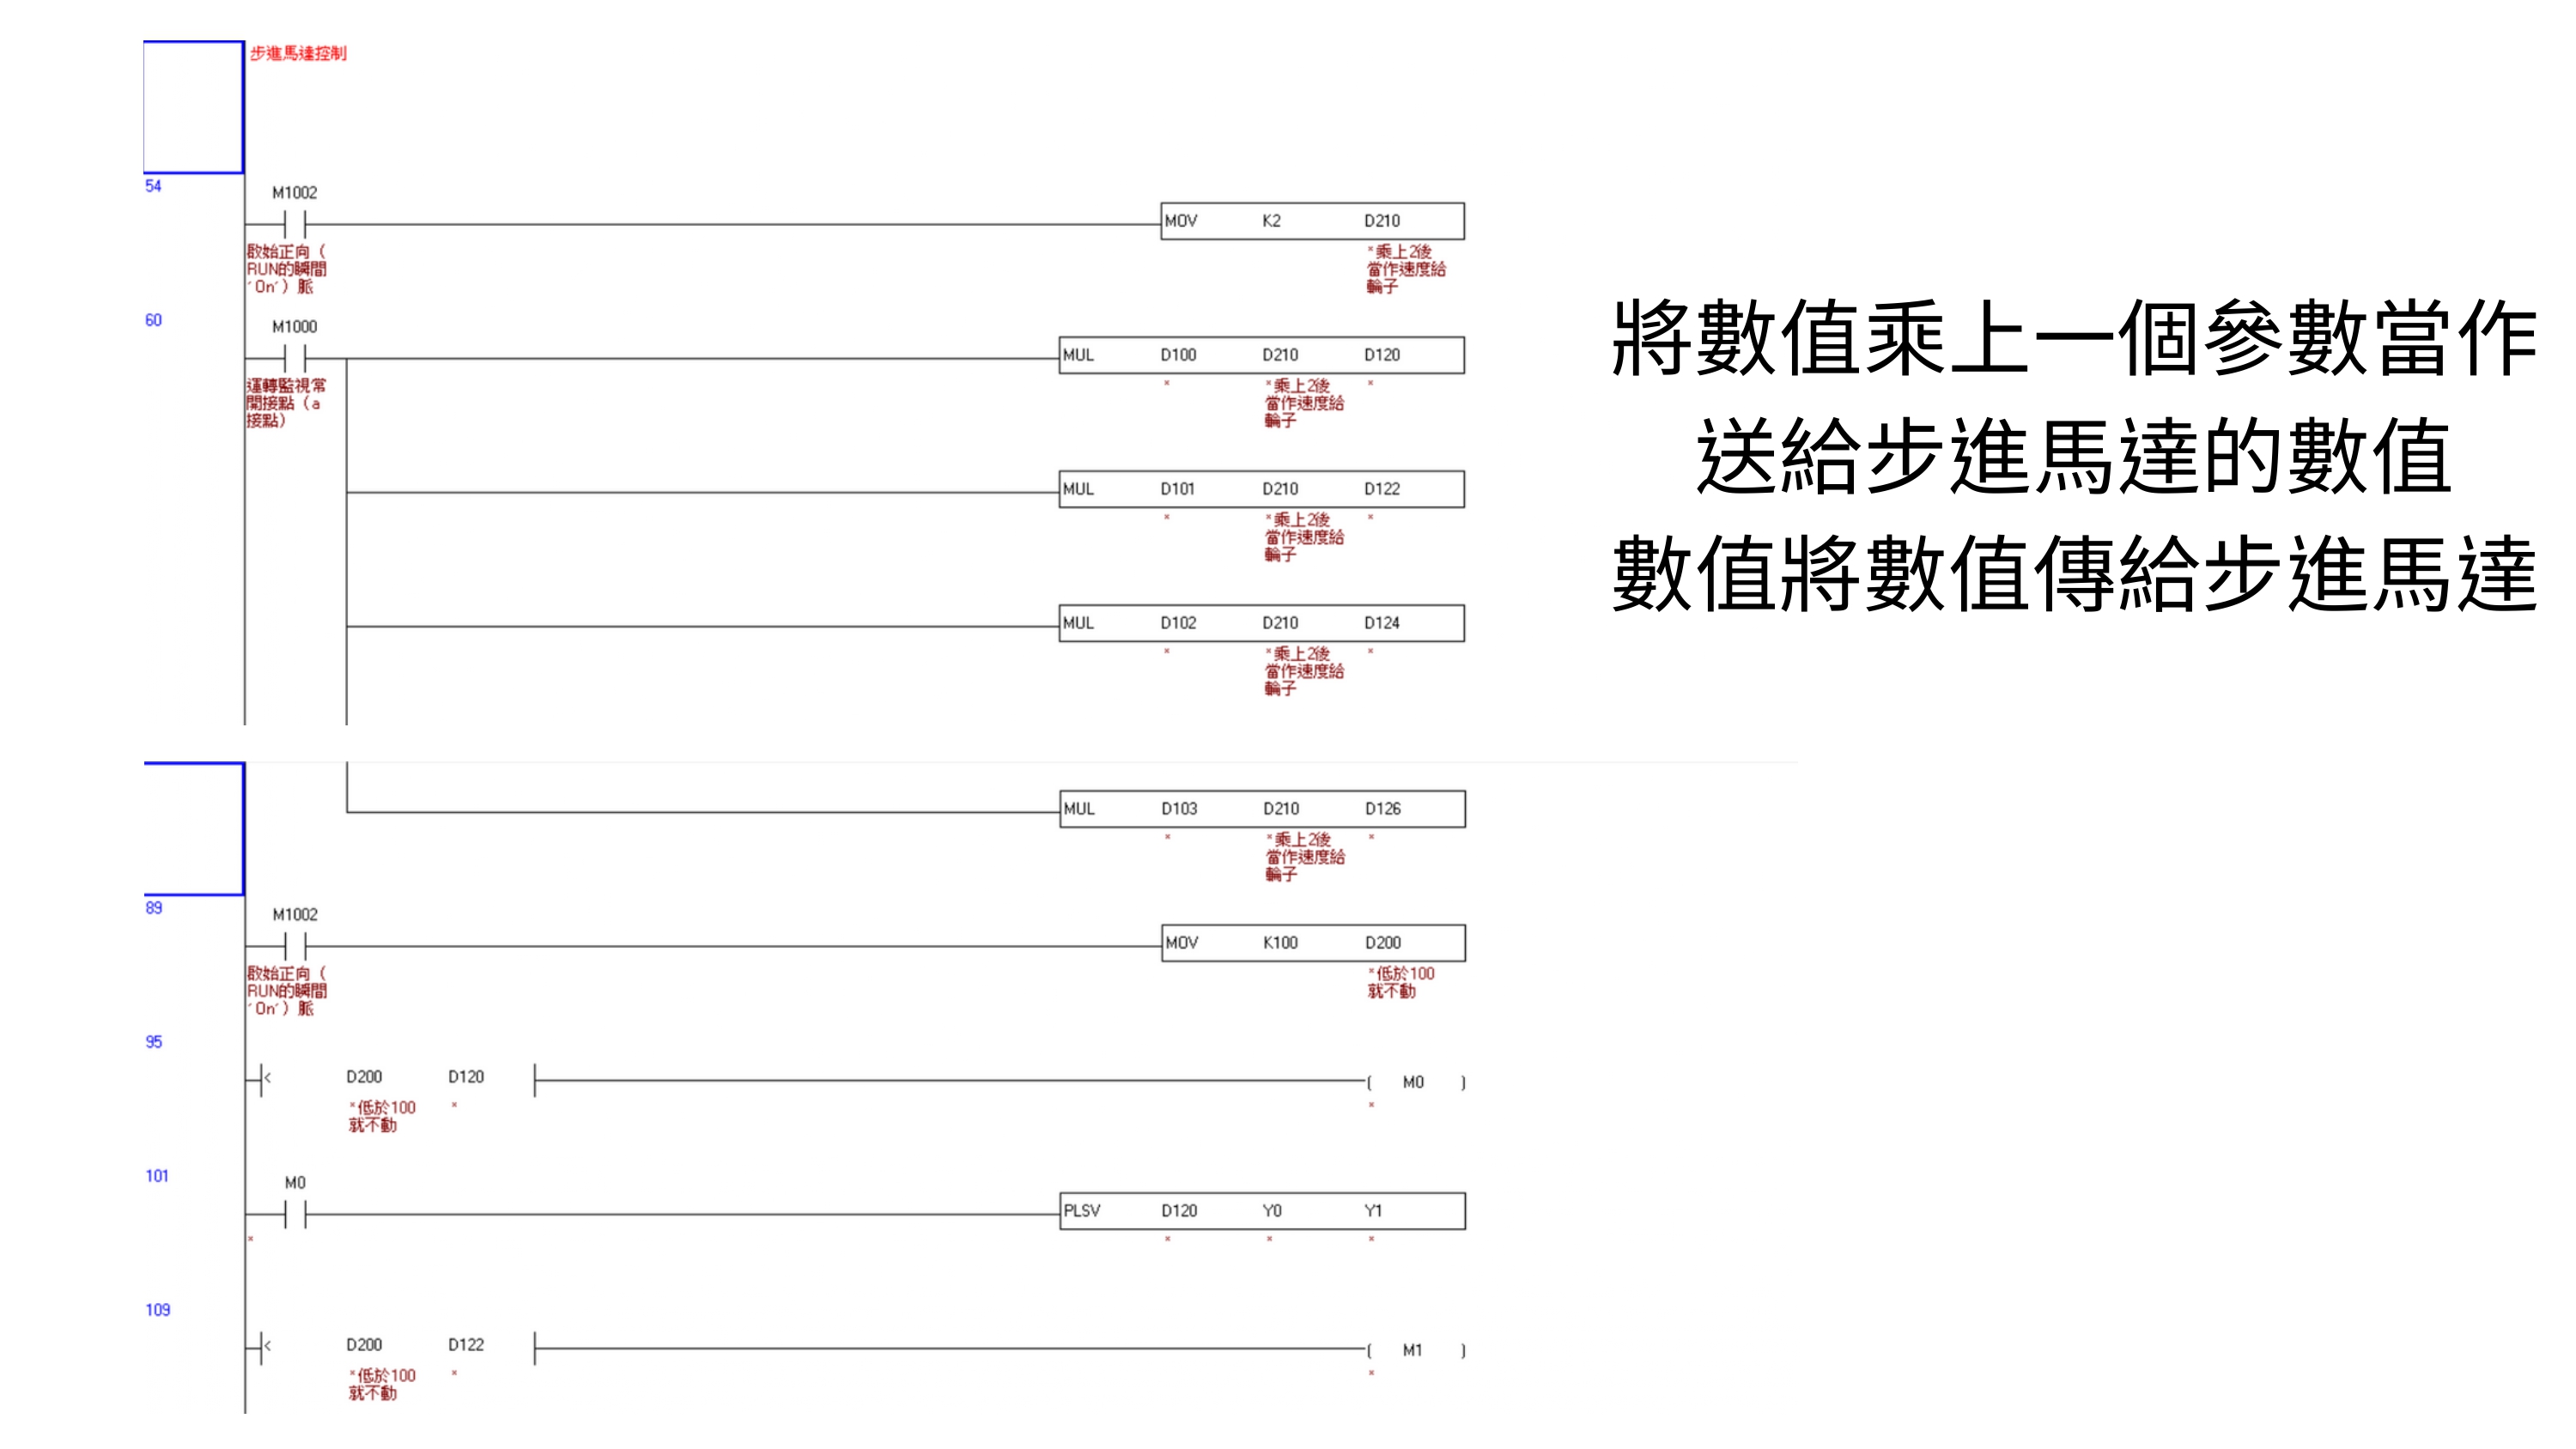 步進馬達控制
54
M1002
MOV K2 D210
啟始正向（
RUN的瞬間
'On'）脈
*乘上2後
當作速度給
輪子
60
M1000
MUL D100 D210 D120
運轉監視常
開接點（a
接點）
* *乘上2後 *
當作速度給
輪子
MUL D101 D210 D122
* *乘上2後 *
當作速度給
輪子
MUL D102 D210 D124
* *乘上2後 *
當作速度給
輪子
MUL D103 D210 D126
* *乘上2後 *
當作速度給
輪子
89
M1002
MOV K100 D200
啟始正向（
RUN的瞬間
'On'）脈
*低於100
就不動
95
< D200 D120 ( M0 )
*低於100 * *
就不動
101
M0
PLSV D120 Y0 Y1
* * * *
109
< D200 D122 ( M1 )
*低於100 * *
就不動
將數值乘上一個參數當作
送給步進馬達的數值
數值將數值傳給步進馬達